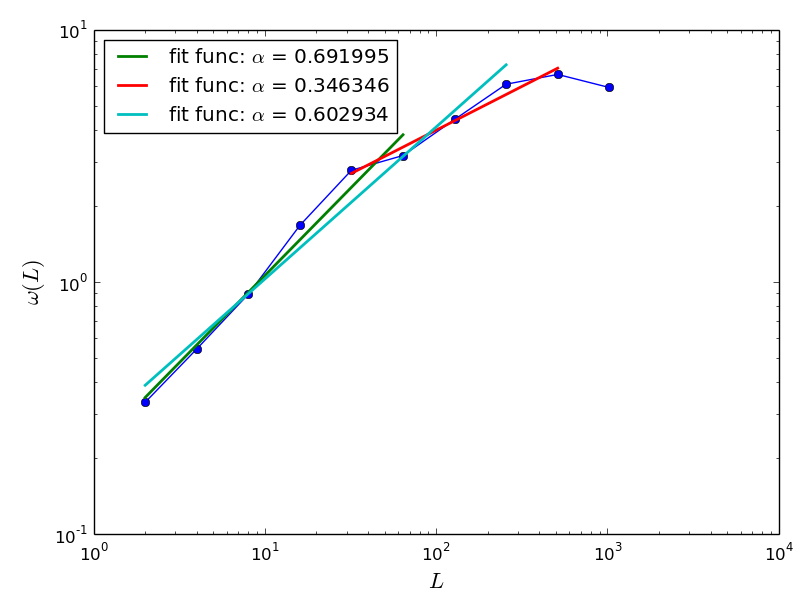 fit func: α = 0.691995
fit func: α = 0.346346
fit func: α = 0.602934
10^1
10^0
10^-1
ω(L)
10^0 10^1 10^2 10^3 10^4
L